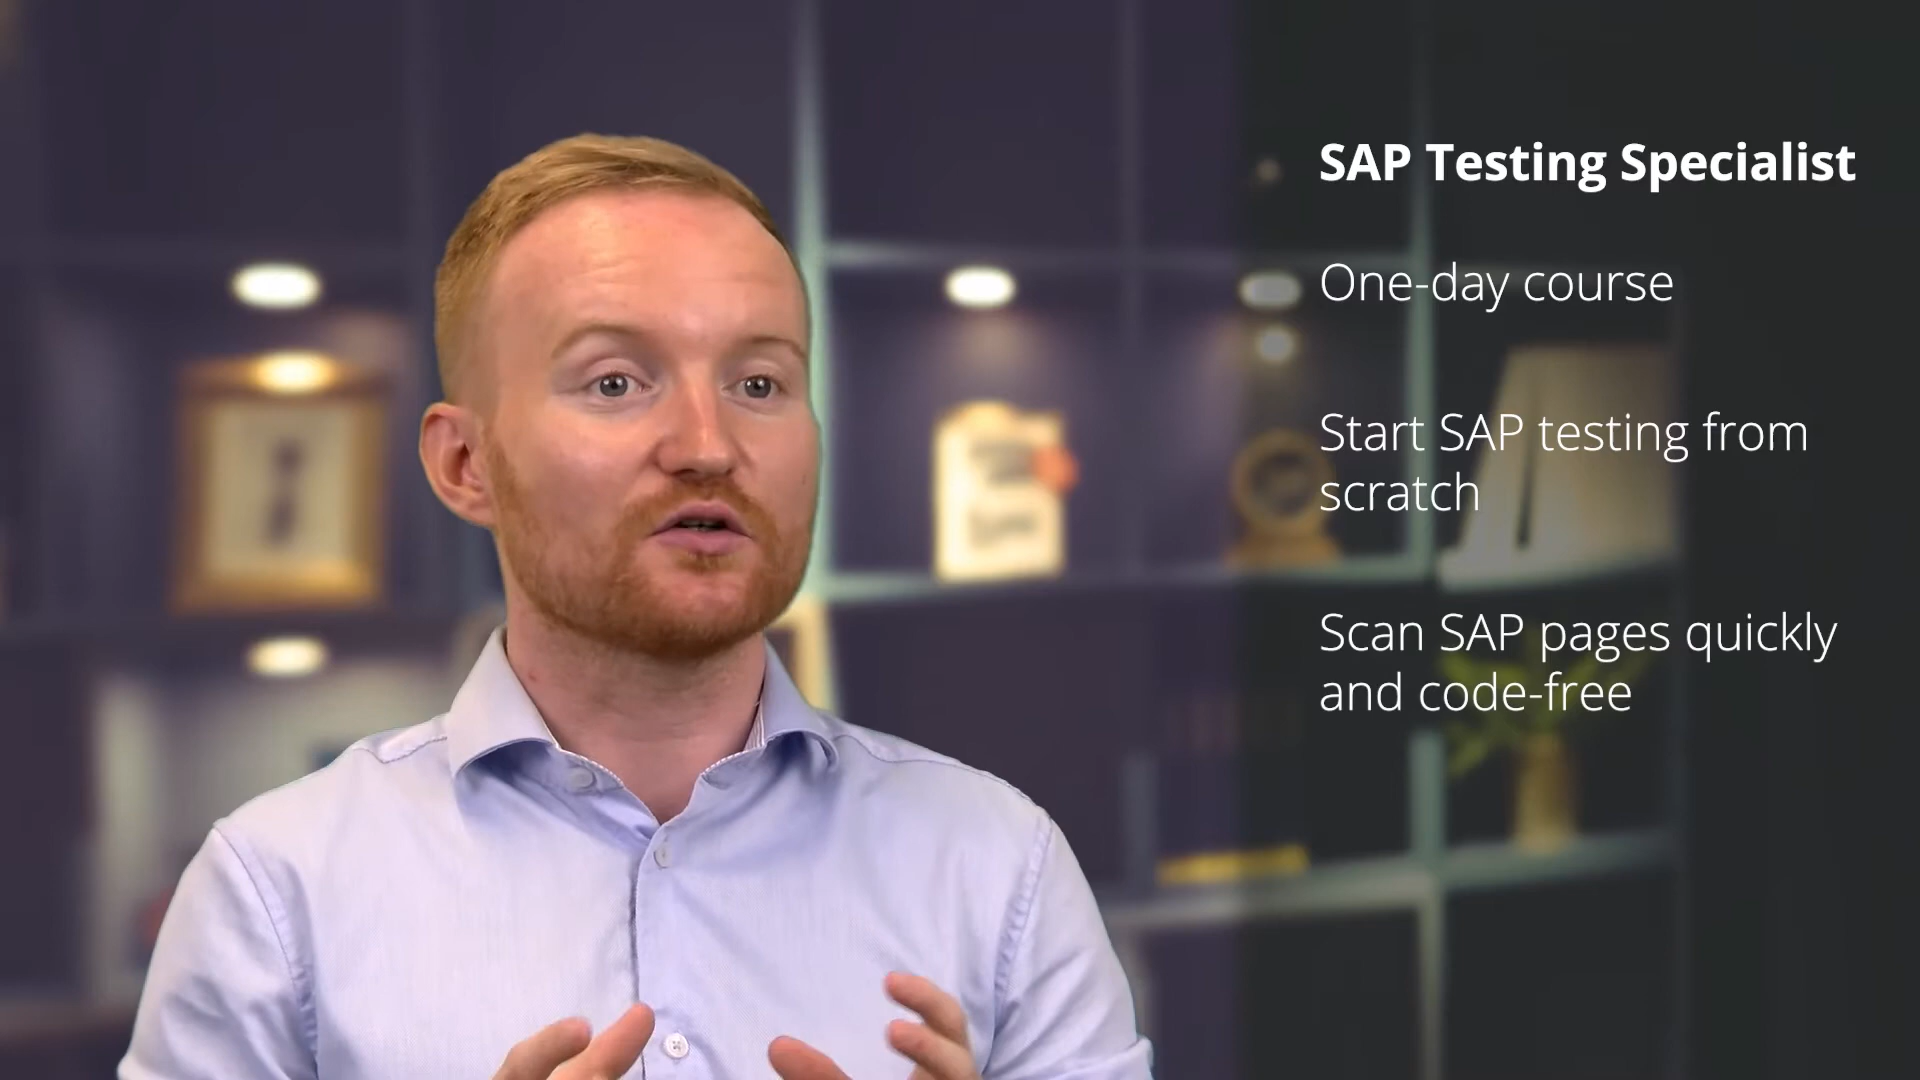 SAP Testing Specialist
One-day course
Start SAP testing from
scratch
Scan SAP pages quickly
and code-free